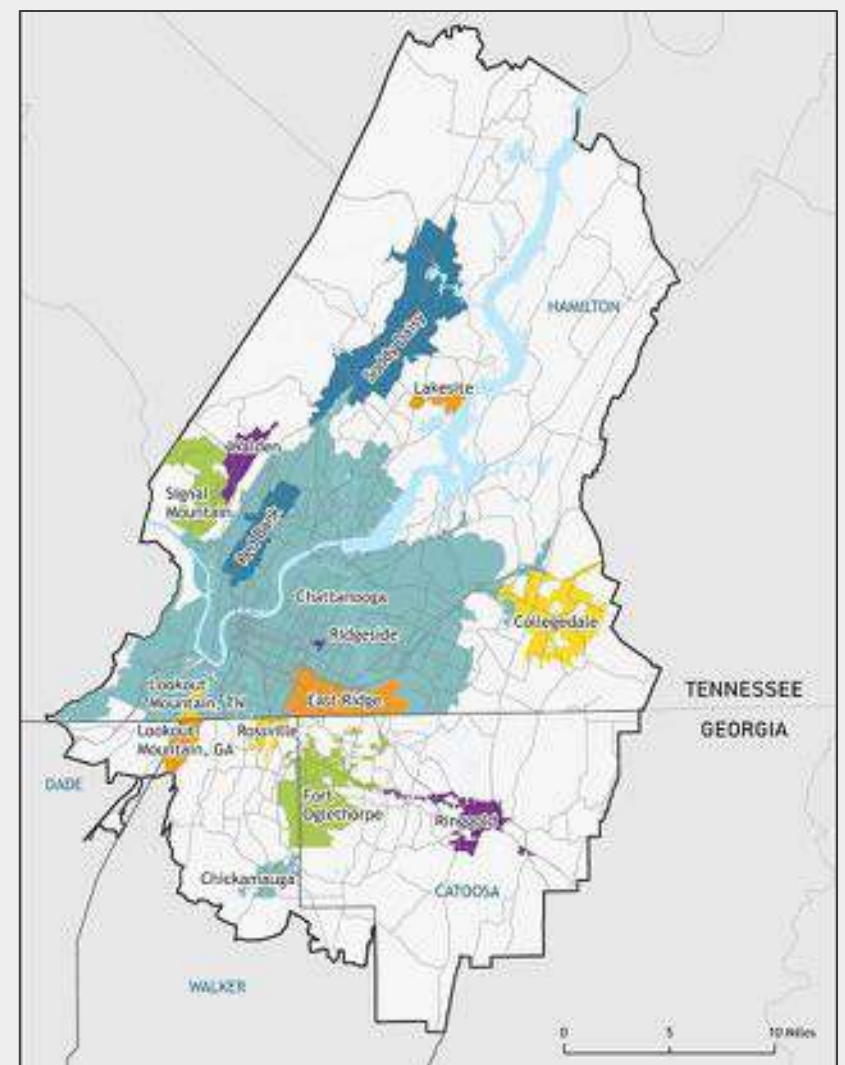 HAMILTON
Soddy Daisy
Lakesite
Walden
Signal
Mountain
Red Bank
Chattanooga
Ridgeside
Collegedale
Lookout
Mountain, TN
East Ridge
TENNESSEE
GEORGIA
Lookout
Mountain, GA
Rossville
DADE
Fort
Oglethorpe
Ringgold
Chickamauga
CATOOSA
WALKER
0 5 10 Miles